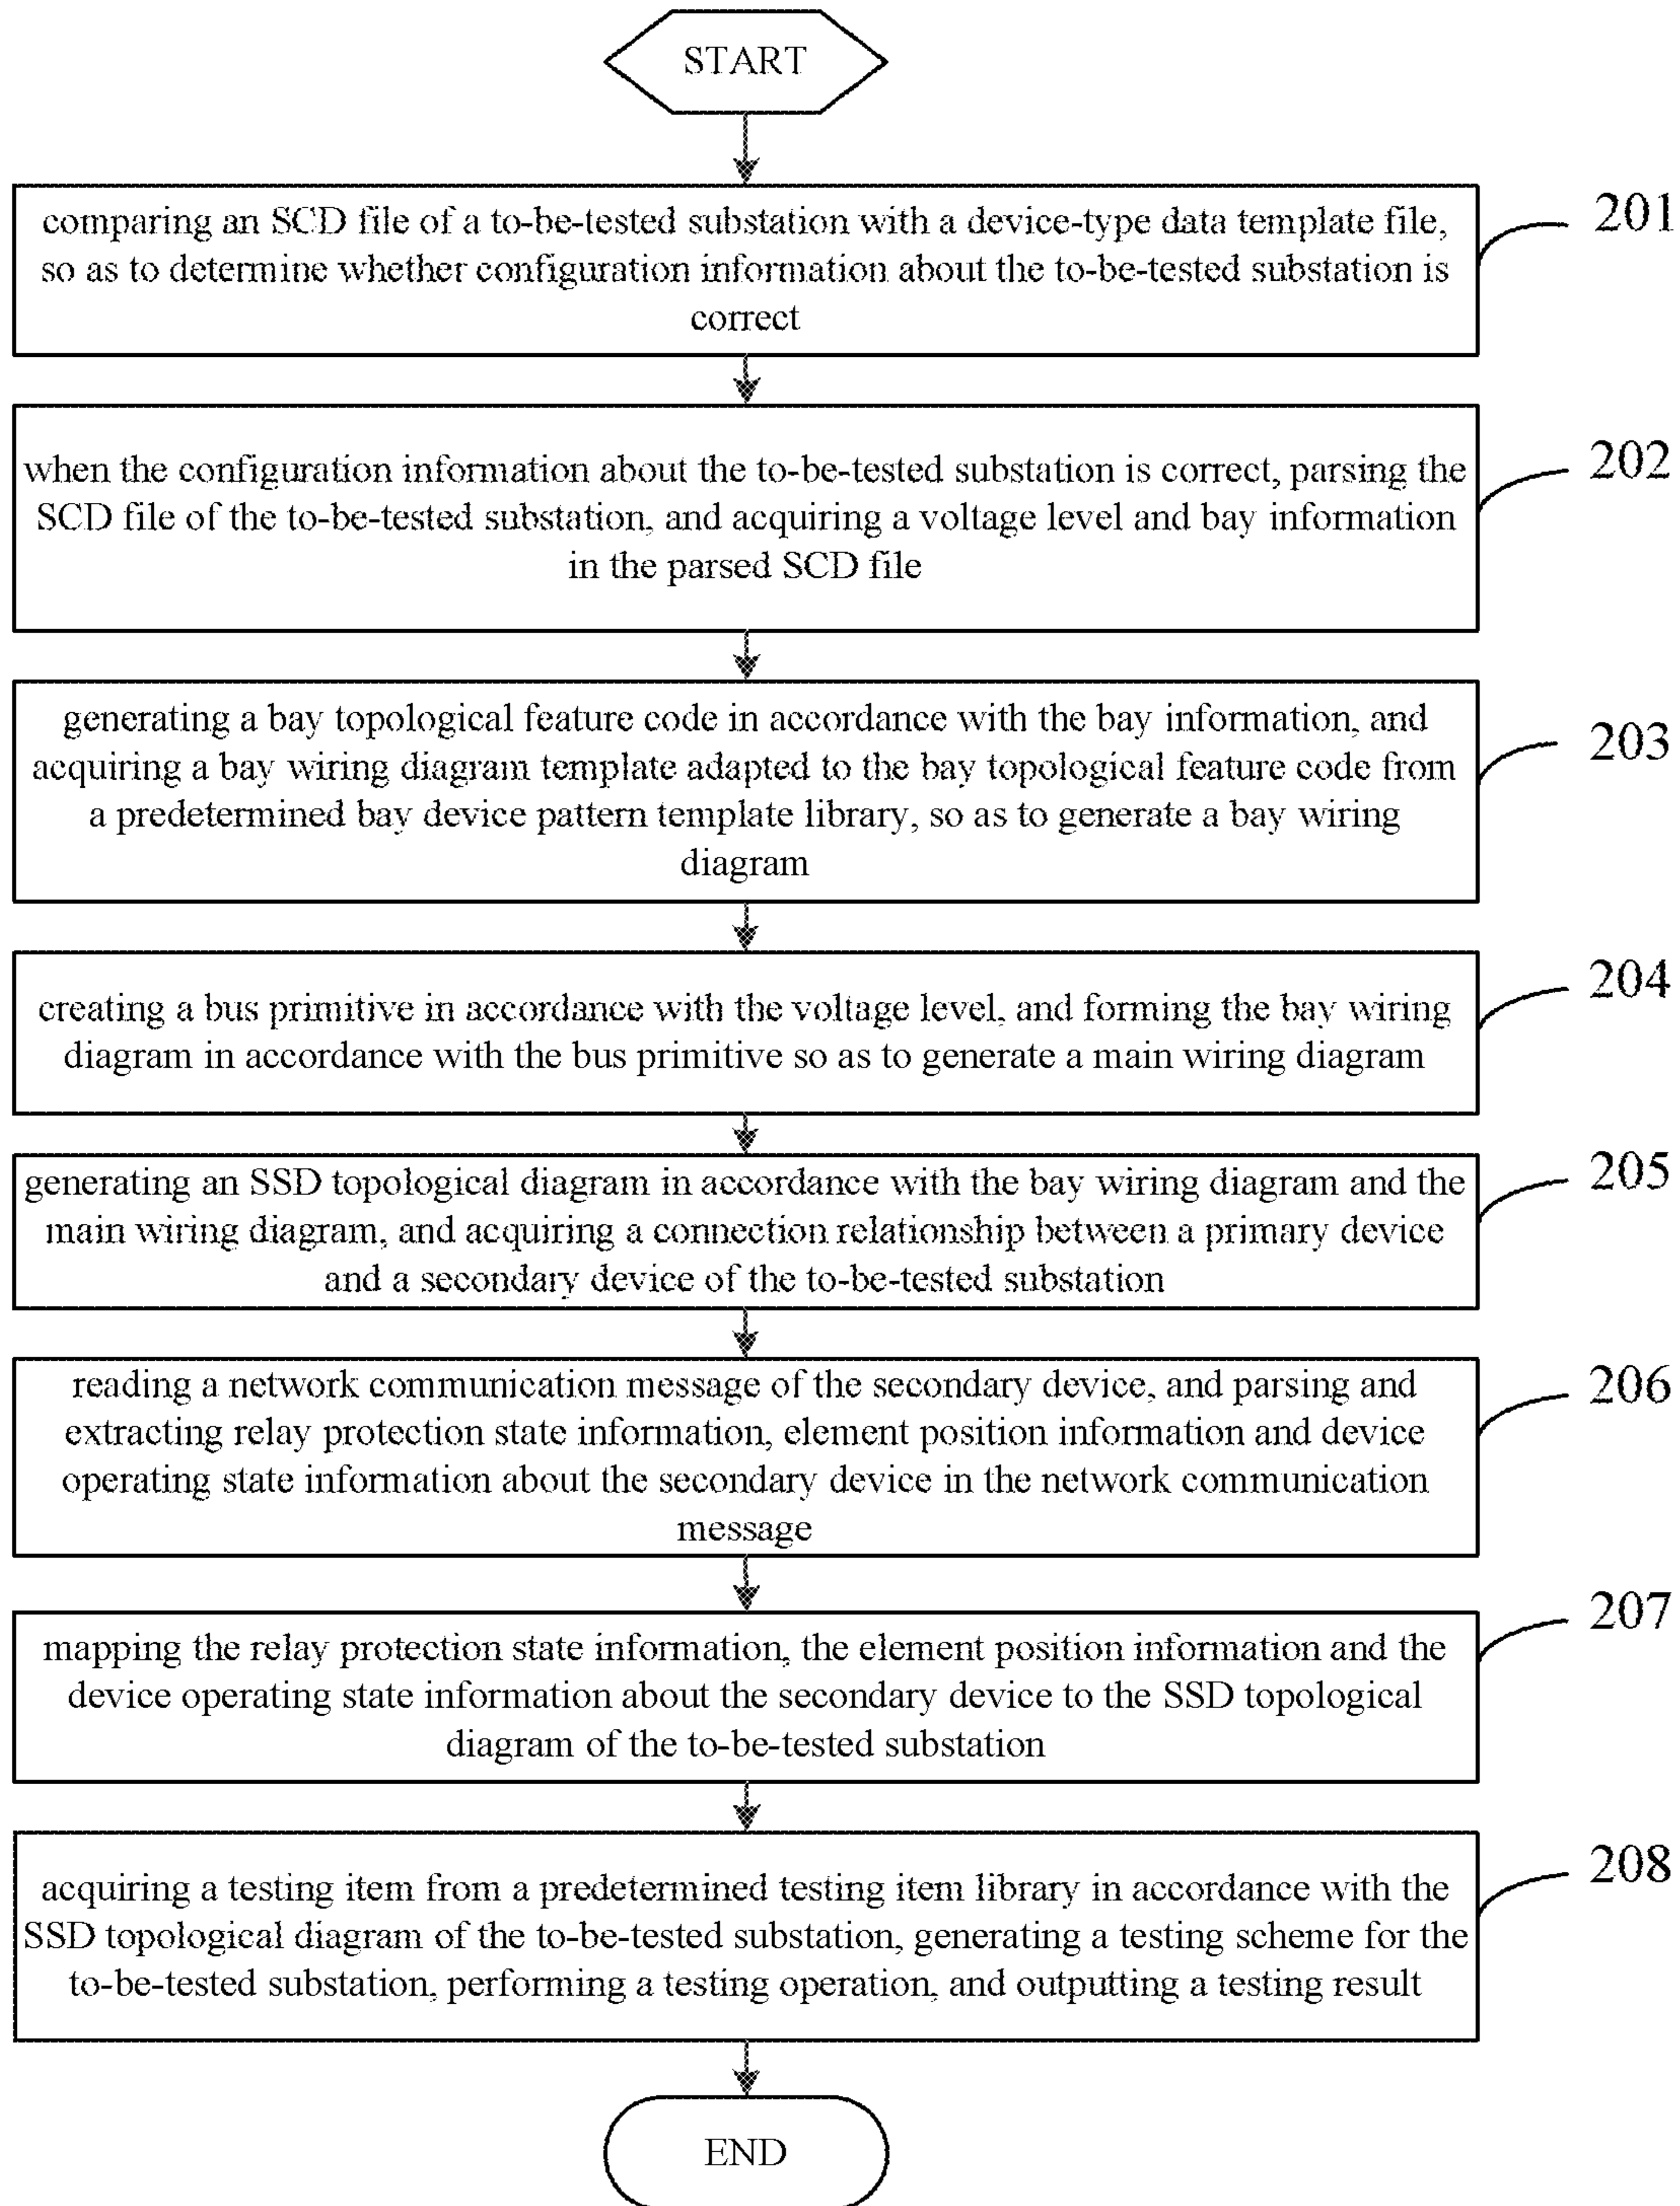 START
comparing an SCD file of a to-be-tested substation with a device-type data template file,
so as to determine whether configuration information about the to-be-tested substation is
correct
201
when the configuration information about the to-be-tested substation is correct, parsing the
SCD file of the to-be-tested substation, and acquiring a voltage level and bay information
in the parsed SCD file
202
generating a bay topological feature code in accordance with the bay information, and
acquiring a bay wiring diagram template adapted to the bay topological feature code from
a predetermined bay device pattern template library, so as to generate a bay wiring
diagram
203
creating a bus primitive in accordance with the voltage level, and forming the bay wiring
diagram in accordance with the bus primitive so as to generate a main wiring diagram
204
generating an SSD topological diagram in accordance with the bay wiring diagram and the
main wiring diagram, and acquiring a connection relationship between a primary device
and a secondary device of the to-be-tested substation
205
reading a network communication message of the secondary device, and parsing and
extracting relay protection state information, element position information and device
operating state information about the secondary device in the network communication
message
206
mapping the relay protection state information, the element position information and the
device operating state information about the secondary device to the SSD topological
diagram of the to-be-tested substation
207
acquiring a testing item from a predetermined testing item library in accordance with the
SSD topological diagram of the to-be-tested substation, generating a testing scheme for the
to-be-tested substation, performing a testing operation, and outputting a testing result
208
END